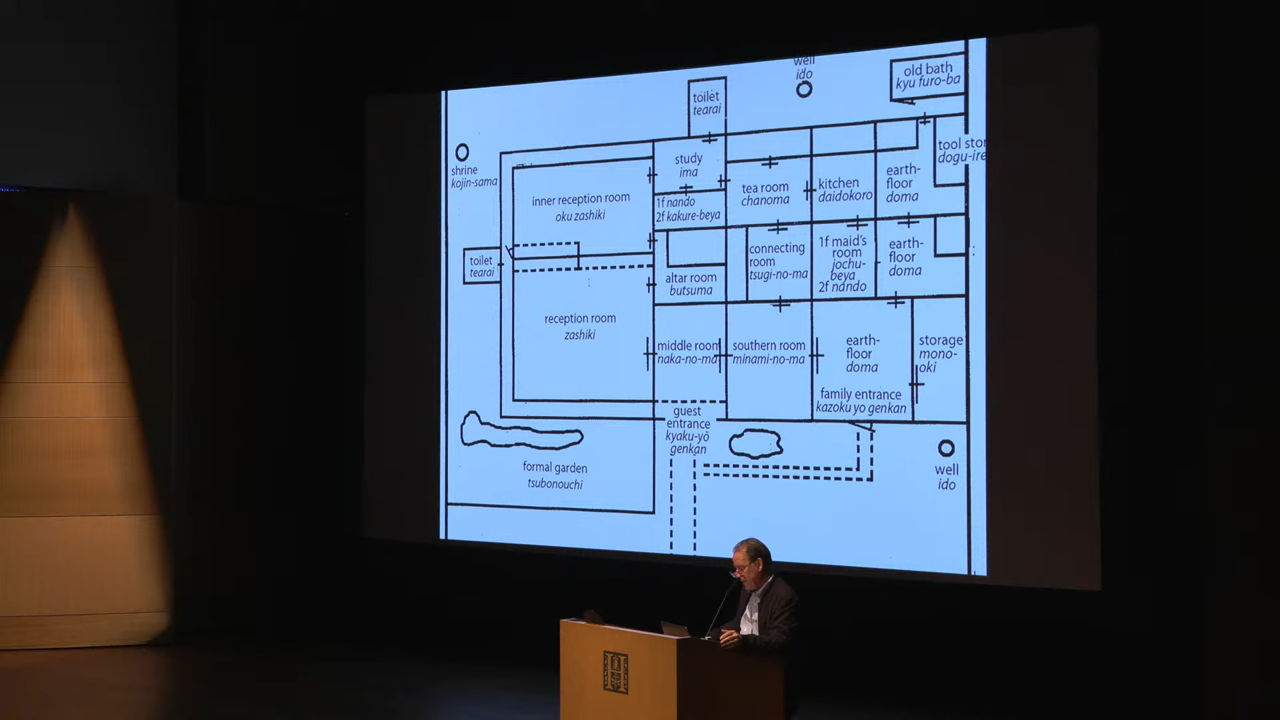 well
ido
old bath
kyu furo-ba
toilet
tearai
shrine
kojin-sama
study
ima
tool stor
dogu-ire
inner reception room
oku zashiki
1f nando
2f kakure-beya
tea room
chanoma
kitchen
daidokoro
earth-
floor
doma
toilet
tearai
altar room
butsuma
connecting
room
tsugi-no-ma
1f maid's
room
jochu-
beya
2f nando
earth-
floor
doma
reception room
zashiki
middle room
naka-no-ma
southern room
minami-no-ma
earth-
floor
doma
family entrance
kazoku yo genkan
storage
mono-
oki
guest
entrance
kyaku-yō
genkan
formal garden
tsubonouchi
well
ido